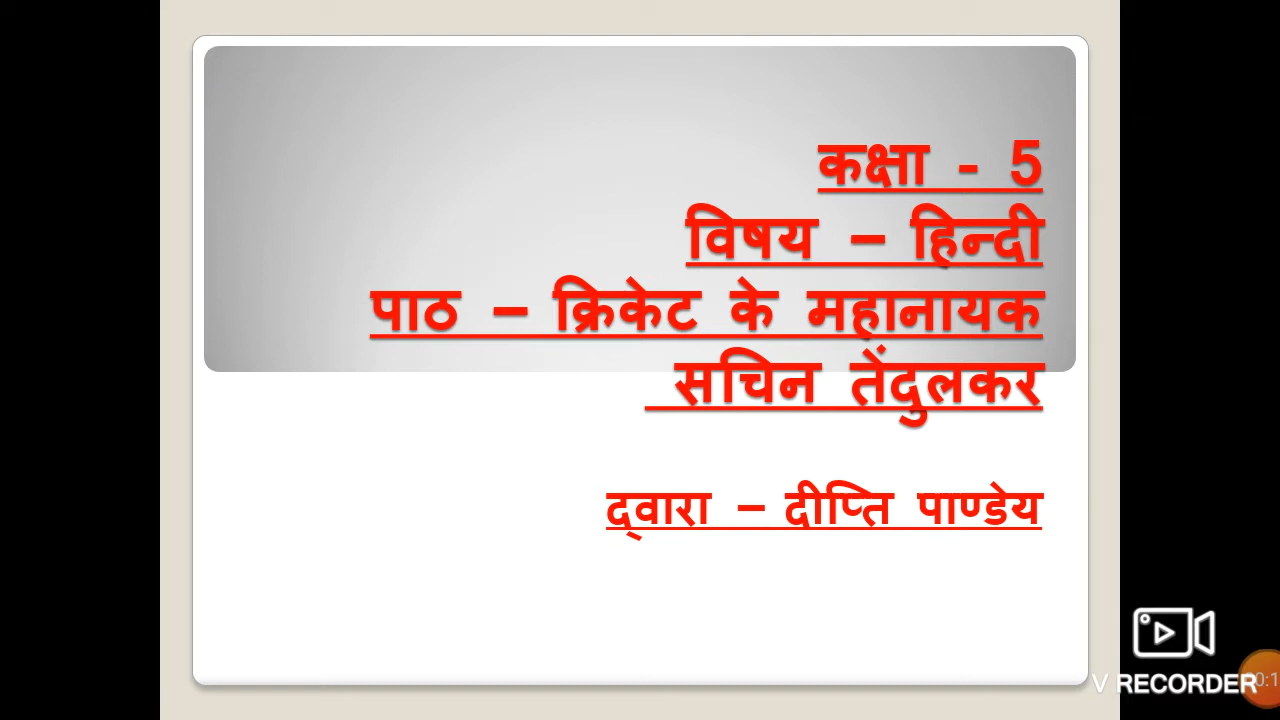 कक्षा - 5
विषय – हिन्दी
पाठ – क्रिकेट के महानायक
सचिन तेंदुलकर
द्वारा – दीप्ति पाण्डेय
V RECORDER